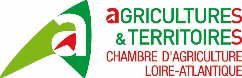 aGRICULTURES
& TERRITOIRES
CHAMBRE D'AGRICULTURE
LOIRE-ATLANTIQUE